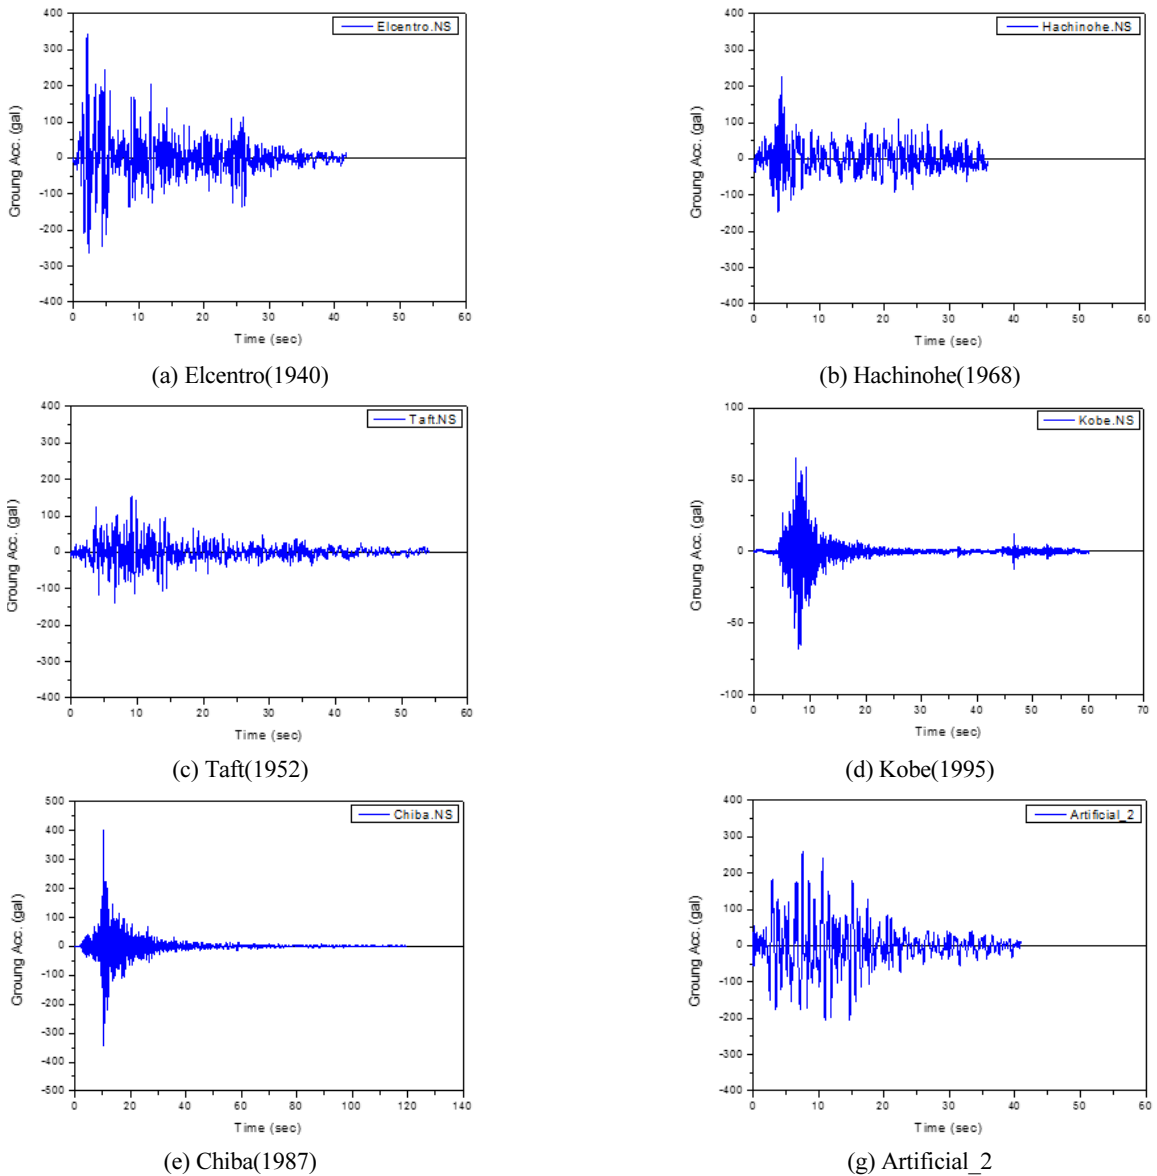 400
300
200
100
0
-100
-200
-300
-400
Groung Acc. (gal)
Elcentro.NS
0 10 20 30 40 50 60
Time (sec)
(a) Elcentro(1940)
400
300
200
100
0
-100
-200
-300
-400
Groung Acc. (gal)
Hachinohe.NS
0 10 20 30 40 50 60
Time (sec)
(b) Hachinohe(1968)
400
300
200
100
0
-100
-200
-300
-400
Groung Acc. (gal)
Taft.NS
0 10 20 30 40 50 60
Time (sec)
(c) Taft(1952)
100
50
0
-50
-100
Groung Acc. (gal)
Kobe.NS
0 10 20 30 40 50 60 70
Time (sec)
(d) Kobe(1995)
500
400
300
200
100
0
-100
-200
-300
-400
-500
Groung Acc. (gal)
Chiba.NS
0 20 40 60 80 100 120 140
Time (sec)
(e) Chiba(1987)
400
300
200
100
0
-100
-200
-300
-400
Groung Acc. (gal)
Artificial_2
0 10 20 30 40 50 60
Time (sec)
(g) Artificial_2